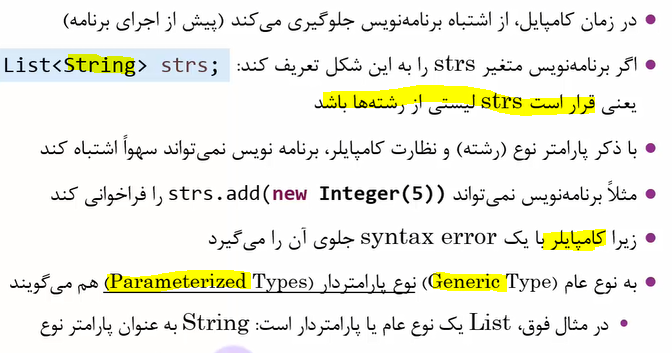 • در زمان کامپایل، از اشتباه برنامه‌نویس جلوگیری می‌کند (پیش از اجرای برنامه)
• اگر برنامه‌نویس متغیر strs را به این شکل تعریف کند: List<String> strs;
یعنی قرار است strs لیستی از رشته‌ها باشد
• با ذکر پارامتر نوع (رشته) و نظارت کامپایلر، برنامه نویس نمی‌تواند سهواً اشتباه کند
• مثلاً برنامه‌نویس نمی‌تواند strs.add(new Integer(5)) را فراخوانی کند
• زیرا کامپایلر با یک syntax error جلوی آن را می‌گیرد
• به نوع عام (Generic Type) نوع پارامتردار (Parameterized Types) هم می‌گویند
• در مثال فوق، List یک نوع عام یا پارامتردار است: String به عنوان پارامتر نوع